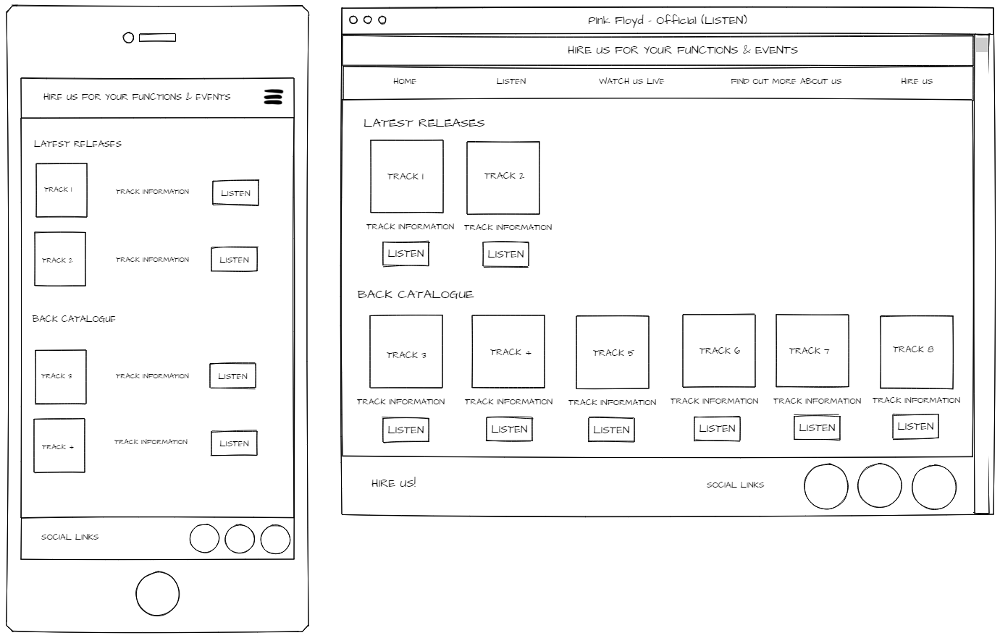 HIRE US FOR YOUR FUNCTIONS & EVENTS
LATEST RELEASES
TRACK 1 TRACK INFORMATION LISTEN
TRACK 2 TRACK INFORMATION LISTEN
BACK CATALOGUE
TRACK 3 TRACK INFORMATION LISTEN
TRACK 4 TRACK INFORMATION LISTEN
SOCIAL LINKS
Pink Floyd - Official (LISTEN)
HIRE US FOR YOUR FUNCTIONS & EVENTS
HOME LISTEN WATCH US LIVE FIND OUT MORE ABOUT US HIRE US
LATEST RELEASES
TRACK 1 TRACK 2
TRACK INFORMATION TRACK INFORMATION
LISTEN LISTEN
BACK CATALOGUE
TRACK 3 TRACK 4 TRACK 5 TRACK 6 TRACK 7 TRACK 8
TRACK INFORMATION TRACK INFORMATION TRACK INFORMATION TRACK INFORMATION TRACK INFORMATION TRACK INFORMATION
LISTEN LISTEN LISTEN LISTEN LISTEN LISTEN
HIRE US! SOCIAL LINKS